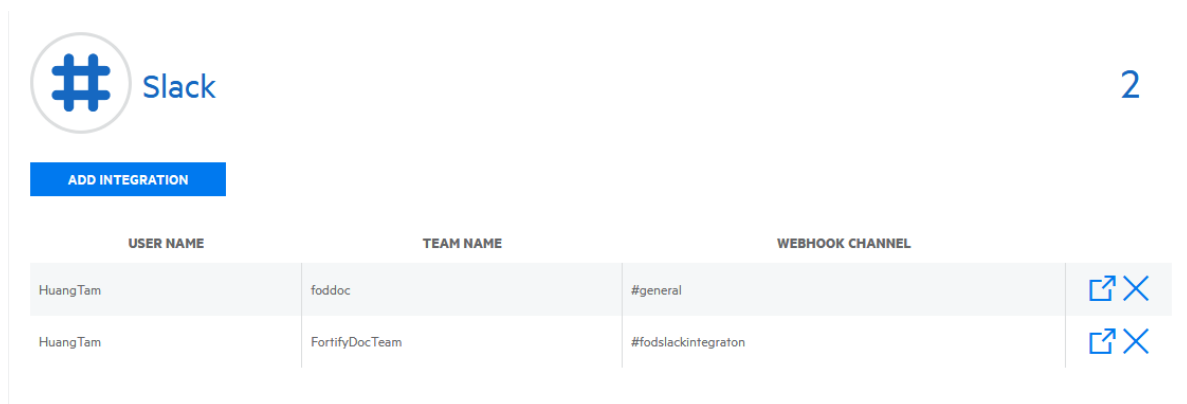 Slack
2
ADD INTEGRATION
USER NAME TEAM NAME WEBHOOK CHANNEL
HuangTam foddoc #general
HuangTam FortifyDocTeam #fodslackintegraton